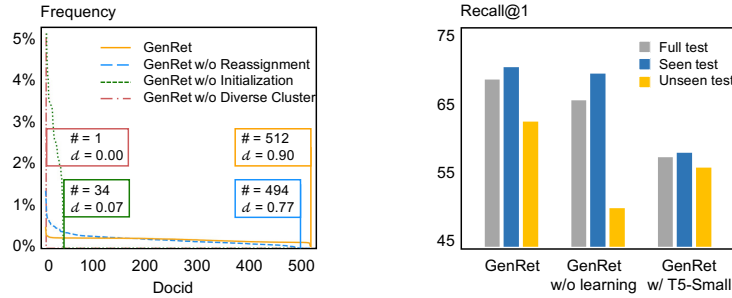 Frequency
5%
4%
3%
2%
1%
0%
GenRet
GenRet w/o Reassignment
GenRet w/o Initialization
GenRet w/o Diverse Cluster
# = 1
d = 0.00
# = 512
d = 0.90
# = 34
d = 0.07
# = 494
d = 0.77
0 100 200 300 400 500
Docid
Recall@1
75
65
55
45
Full test
Seen test
Unseen test
GenRet
GenRet
w/o learning
GenRet
w/ T5-Small